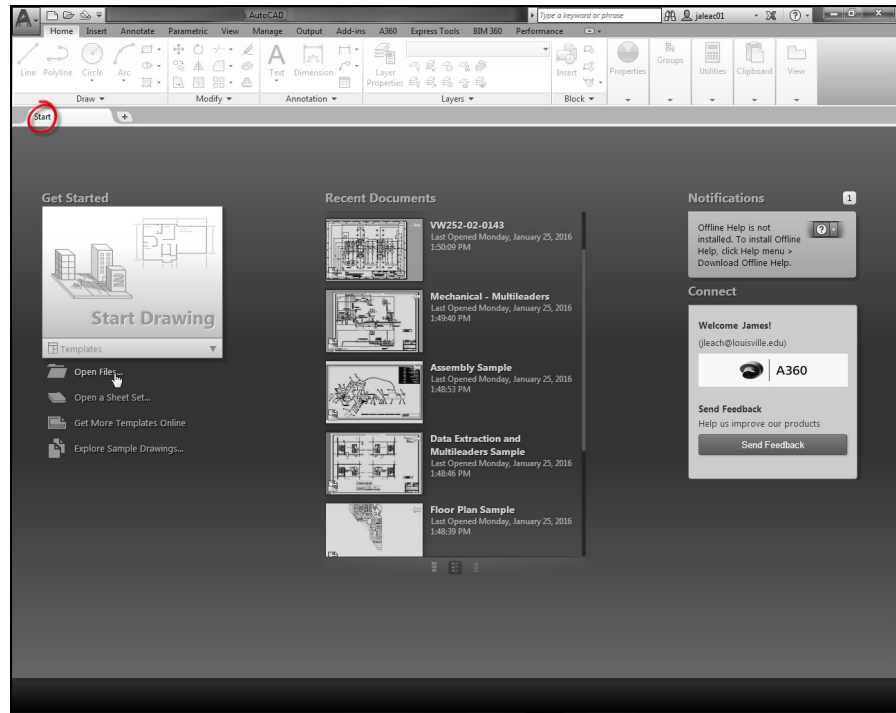 AutoCAD
Type a keyword or phrase
jaleac01
Home Insert Annotate Parametric View Manage Output Add-ins A360 Express Tools BIM 360 Performance
Line Polyline Circle Arc
Text Dimension
Layer
Properties
Insert
Properties
Groups
Utilities
Clipboard
View
Draw Modify Annotation Layers Block
Start
Get Started
Start Drawing
Templates
Open Files...
Open a Sheet Set...
Get More Templates Online
Explore Sample Drawings...
Recent Documents
VW252-02-0143
Last Opened Monday, January 25, 2016
1:50:09 PM
Mechanical - Multileaders
Last Opened Monday, January 25, 2016
1:49:40 PM
Assembly Sample
Last Opened Monday, January 25, 2016
1:48:53 PM
Data Extraction and
Multileaders Sample
Last Opened Monday, January 25, 2016
1:48:46 PM
Floor Plan Sample
Last Opened Monday, January 25, 2016
1:48:39 PM
Notifications 1
Offline Help is not
installed. To install Offline
Help, click Help menu >
Download Offline Help.
Connect
Welcome James!
(jleach@louisville.edu)
A360
Send Feedback
Help us improve our products
Send Feedback